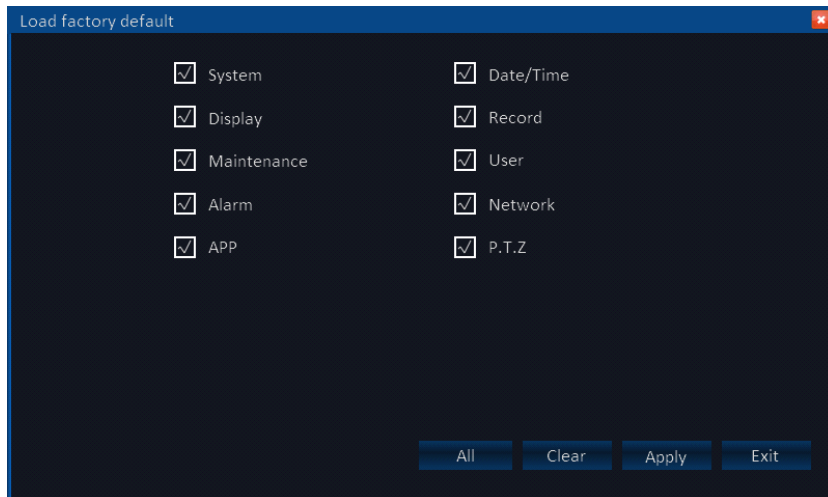 Load factory default
System Date/Time
Display Record
Maintenance User
Alarm Network
APP P.T.Z
All Clear Apply Exit